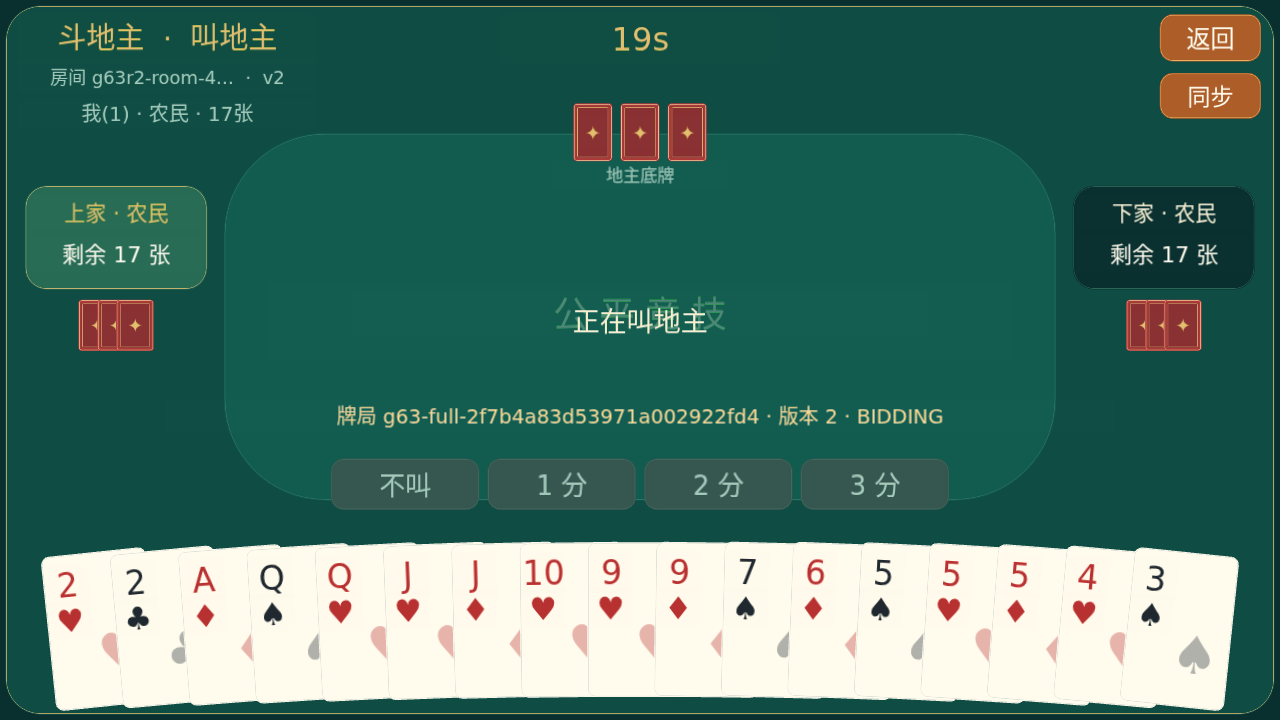 斗地主 · 叫地主
19s
返回
房间 g63r2-room-4… · v2
同步
我(1) · 农民 · 17张
地主底牌
上家 · 农民
剩余 17 张
下家 · 农民
剩余 17 张
公平竞技
正在叫地主
牌局 g63-full-2f7b4a83d53971a002922fd4 · 版本 2 · BIDDING
不叫
1 分
2 分
3 分
2 2 A Q Q J J 10 9 9 7 6 5 5 5 4 3